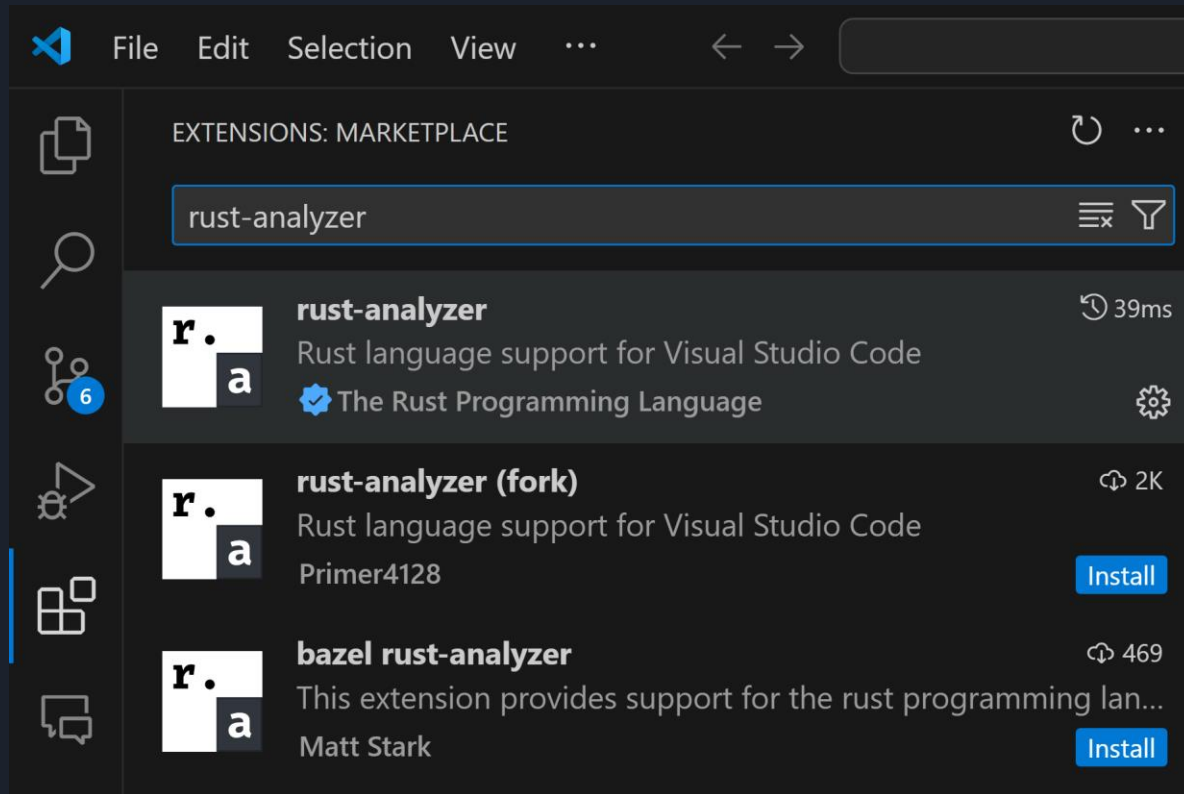 File Edit Selection View ...
EXTENSIONS: MARKETPLACE
rust-analyzer
r.
a
rust-analyzer
39ms
Rust language support for Visual Studio Code
The Rust Programming Language
6
r.
a
rust-analyzer (fork)
2K
Rust language support for Visual Studio Code
Primer4128
Install
r.
a
bazel rust-analyzer
469
This extension provides support for the rust programming lan...
Matt Stark
Install